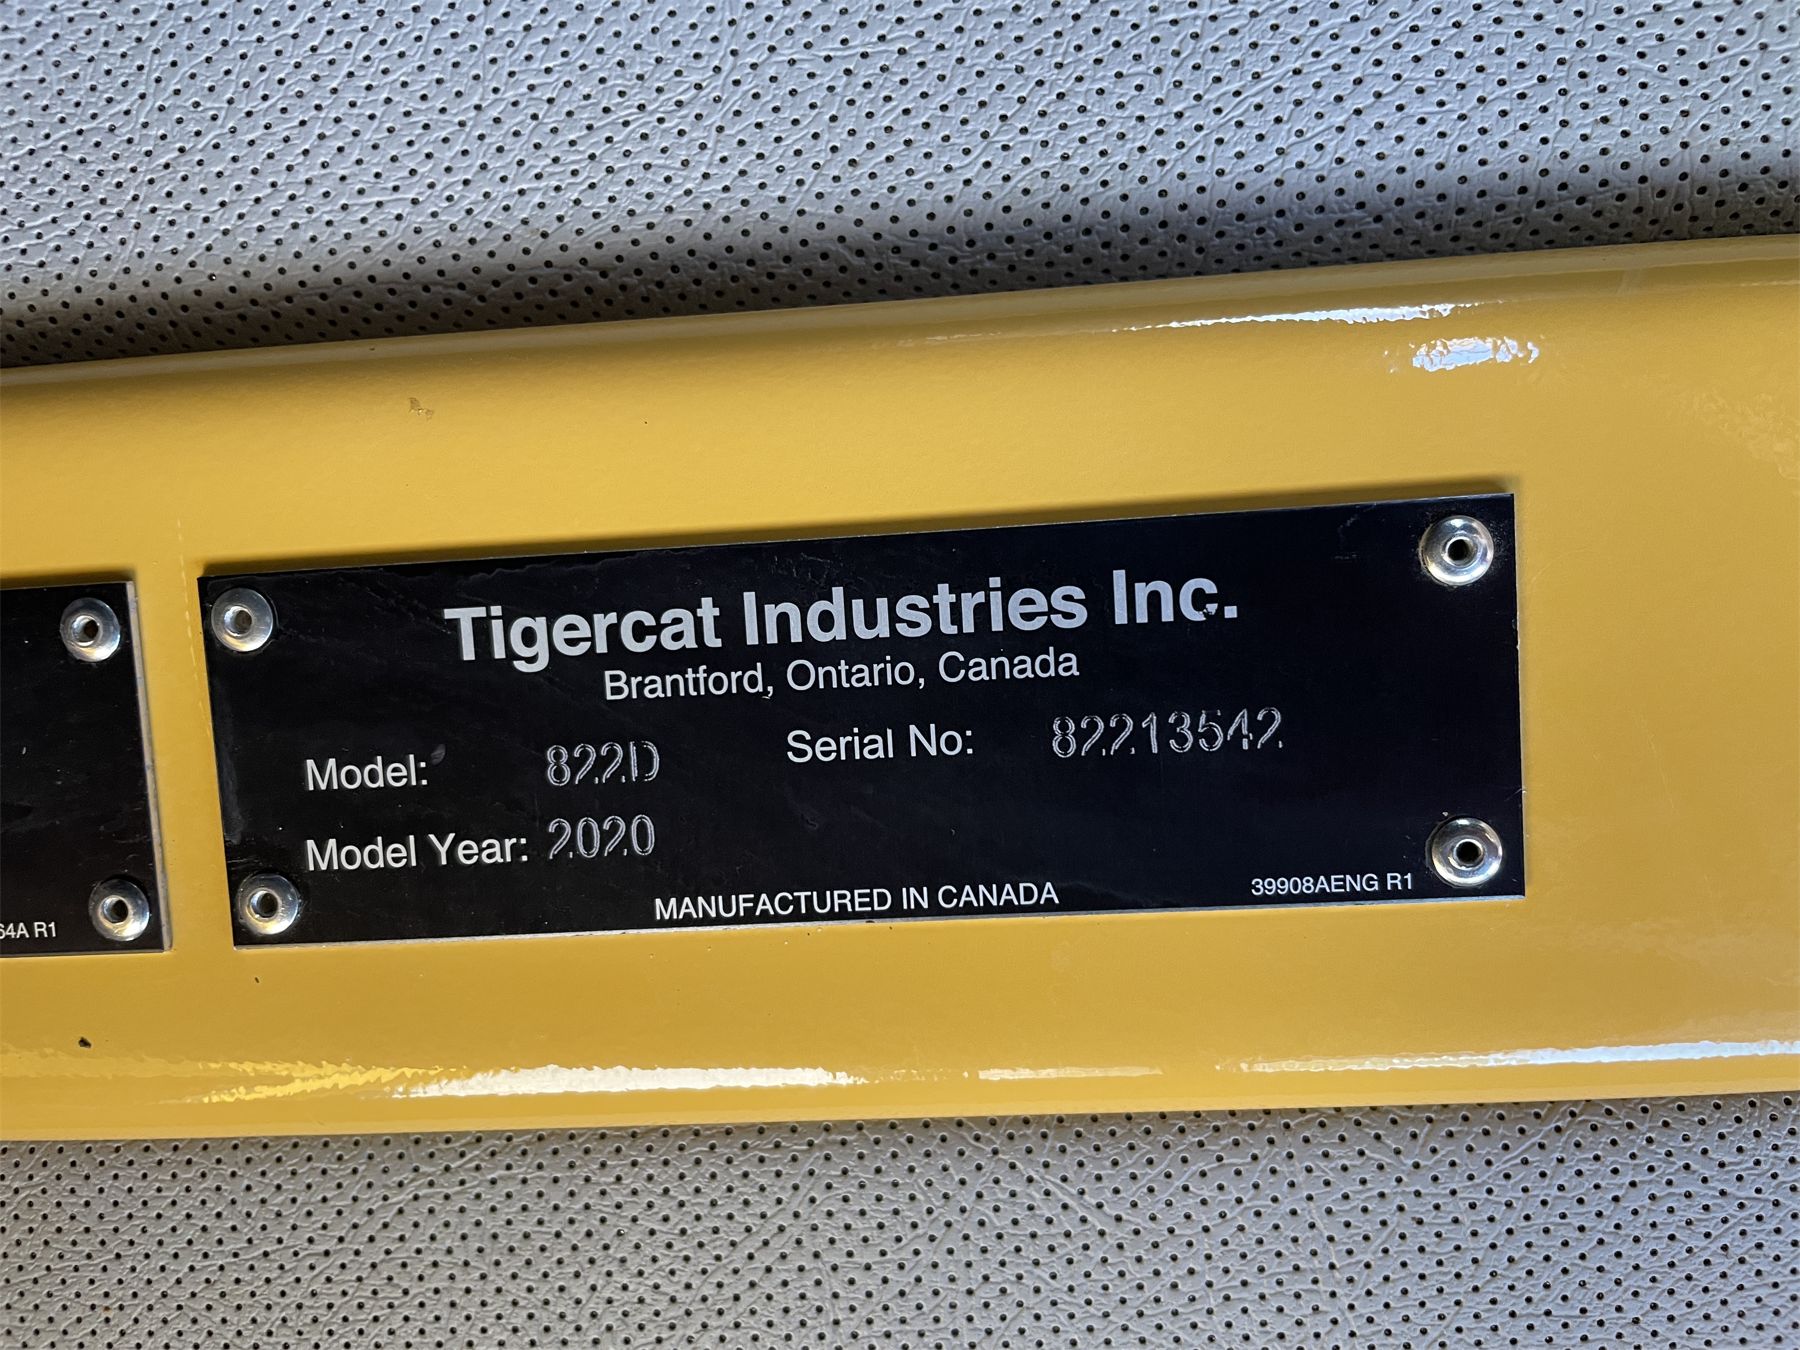 Tigercat Industries Inc.
Brantford, Ontario, Canada
Model: 822D Serial No: 82213542
Model Year: 2020
MANUFACTURED IN CANADA
39908AENG R1
64A R1